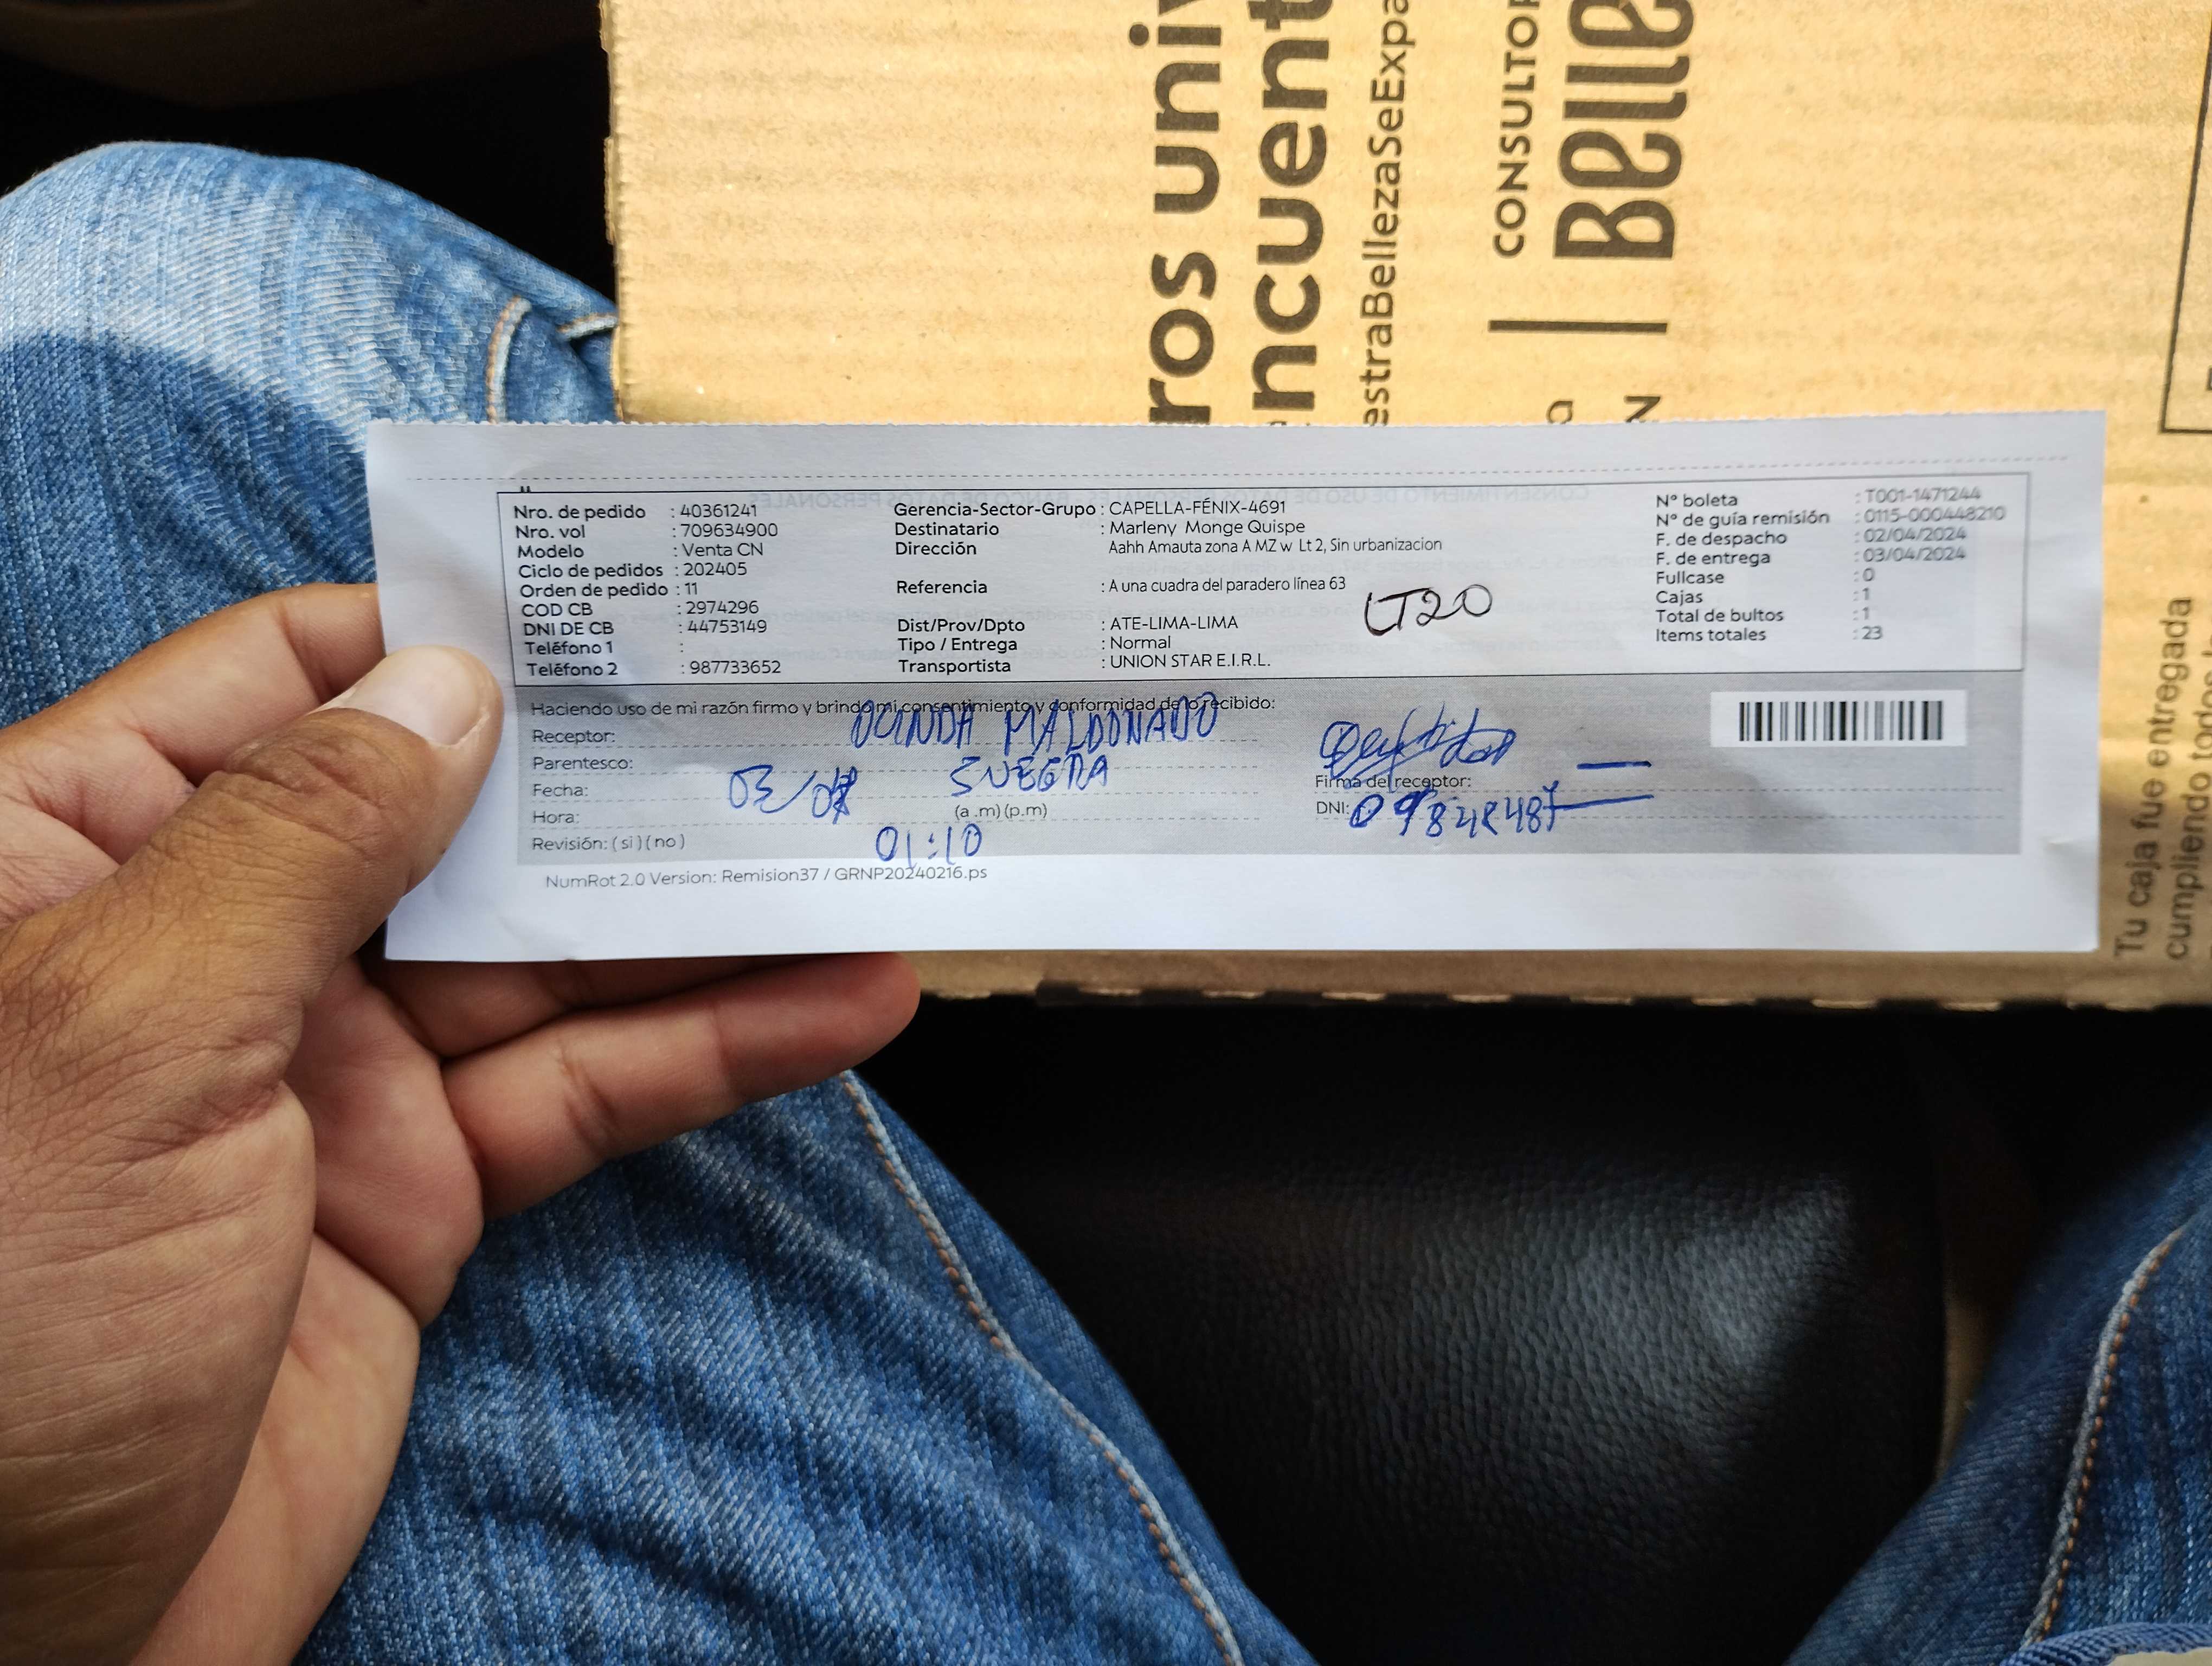 ros univ
ncuent
estraBellezaSeExpa
CONSULTOR
Bella
Nro. de pedido : 40361241
Nro. vol : 709634900
Modelo : Venta CN
Ciclo de pedidos : 202405
Orden de pedido : 11
COD CB : 2974296
DNI DE CB : 44753149
Teléfono 1 :
Teléfono 2 : 987733652
Gerencia-Sector-Grupo : CAPELLA-FÉNIX-4691
Destinatario : Marleny Monge Quispe
Dirección Aahh Amauta zona A MZ w Lt 2, Sin urbanizacion
Referencia : A una cuadra del paradero línea 63
LT20
Dist/Prov/Dpto : ATE-LIMA-LIMA
Tipo / Entrega : Normal
Transportista : UNION STAR E.I.R.L.
N° boleta : T001-1471244
N° de guía remisión : 0115-000448210
F. de despacho : 02/04/2024
F. de entrega : 03/04/2024
Fullcase : 0
Cajas : 1
Total de bultos : 1
Items totales : 23
Haciendo uso de mi razón firmo y brindo mi consentimiento y conformidad de lo recibido:
Receptor: MALDONADO
Parentesco: SUEGRA
Fecha: 03/04
Hora: (a .m) (p.m)
01:10
Revisión: ( si ) ( no )
Firma del receptor:
DNI:
NumRot 2.0 Version: Remision37 / GRNP20240216.ps
Tu caja fue entregada
cumpliendo todos